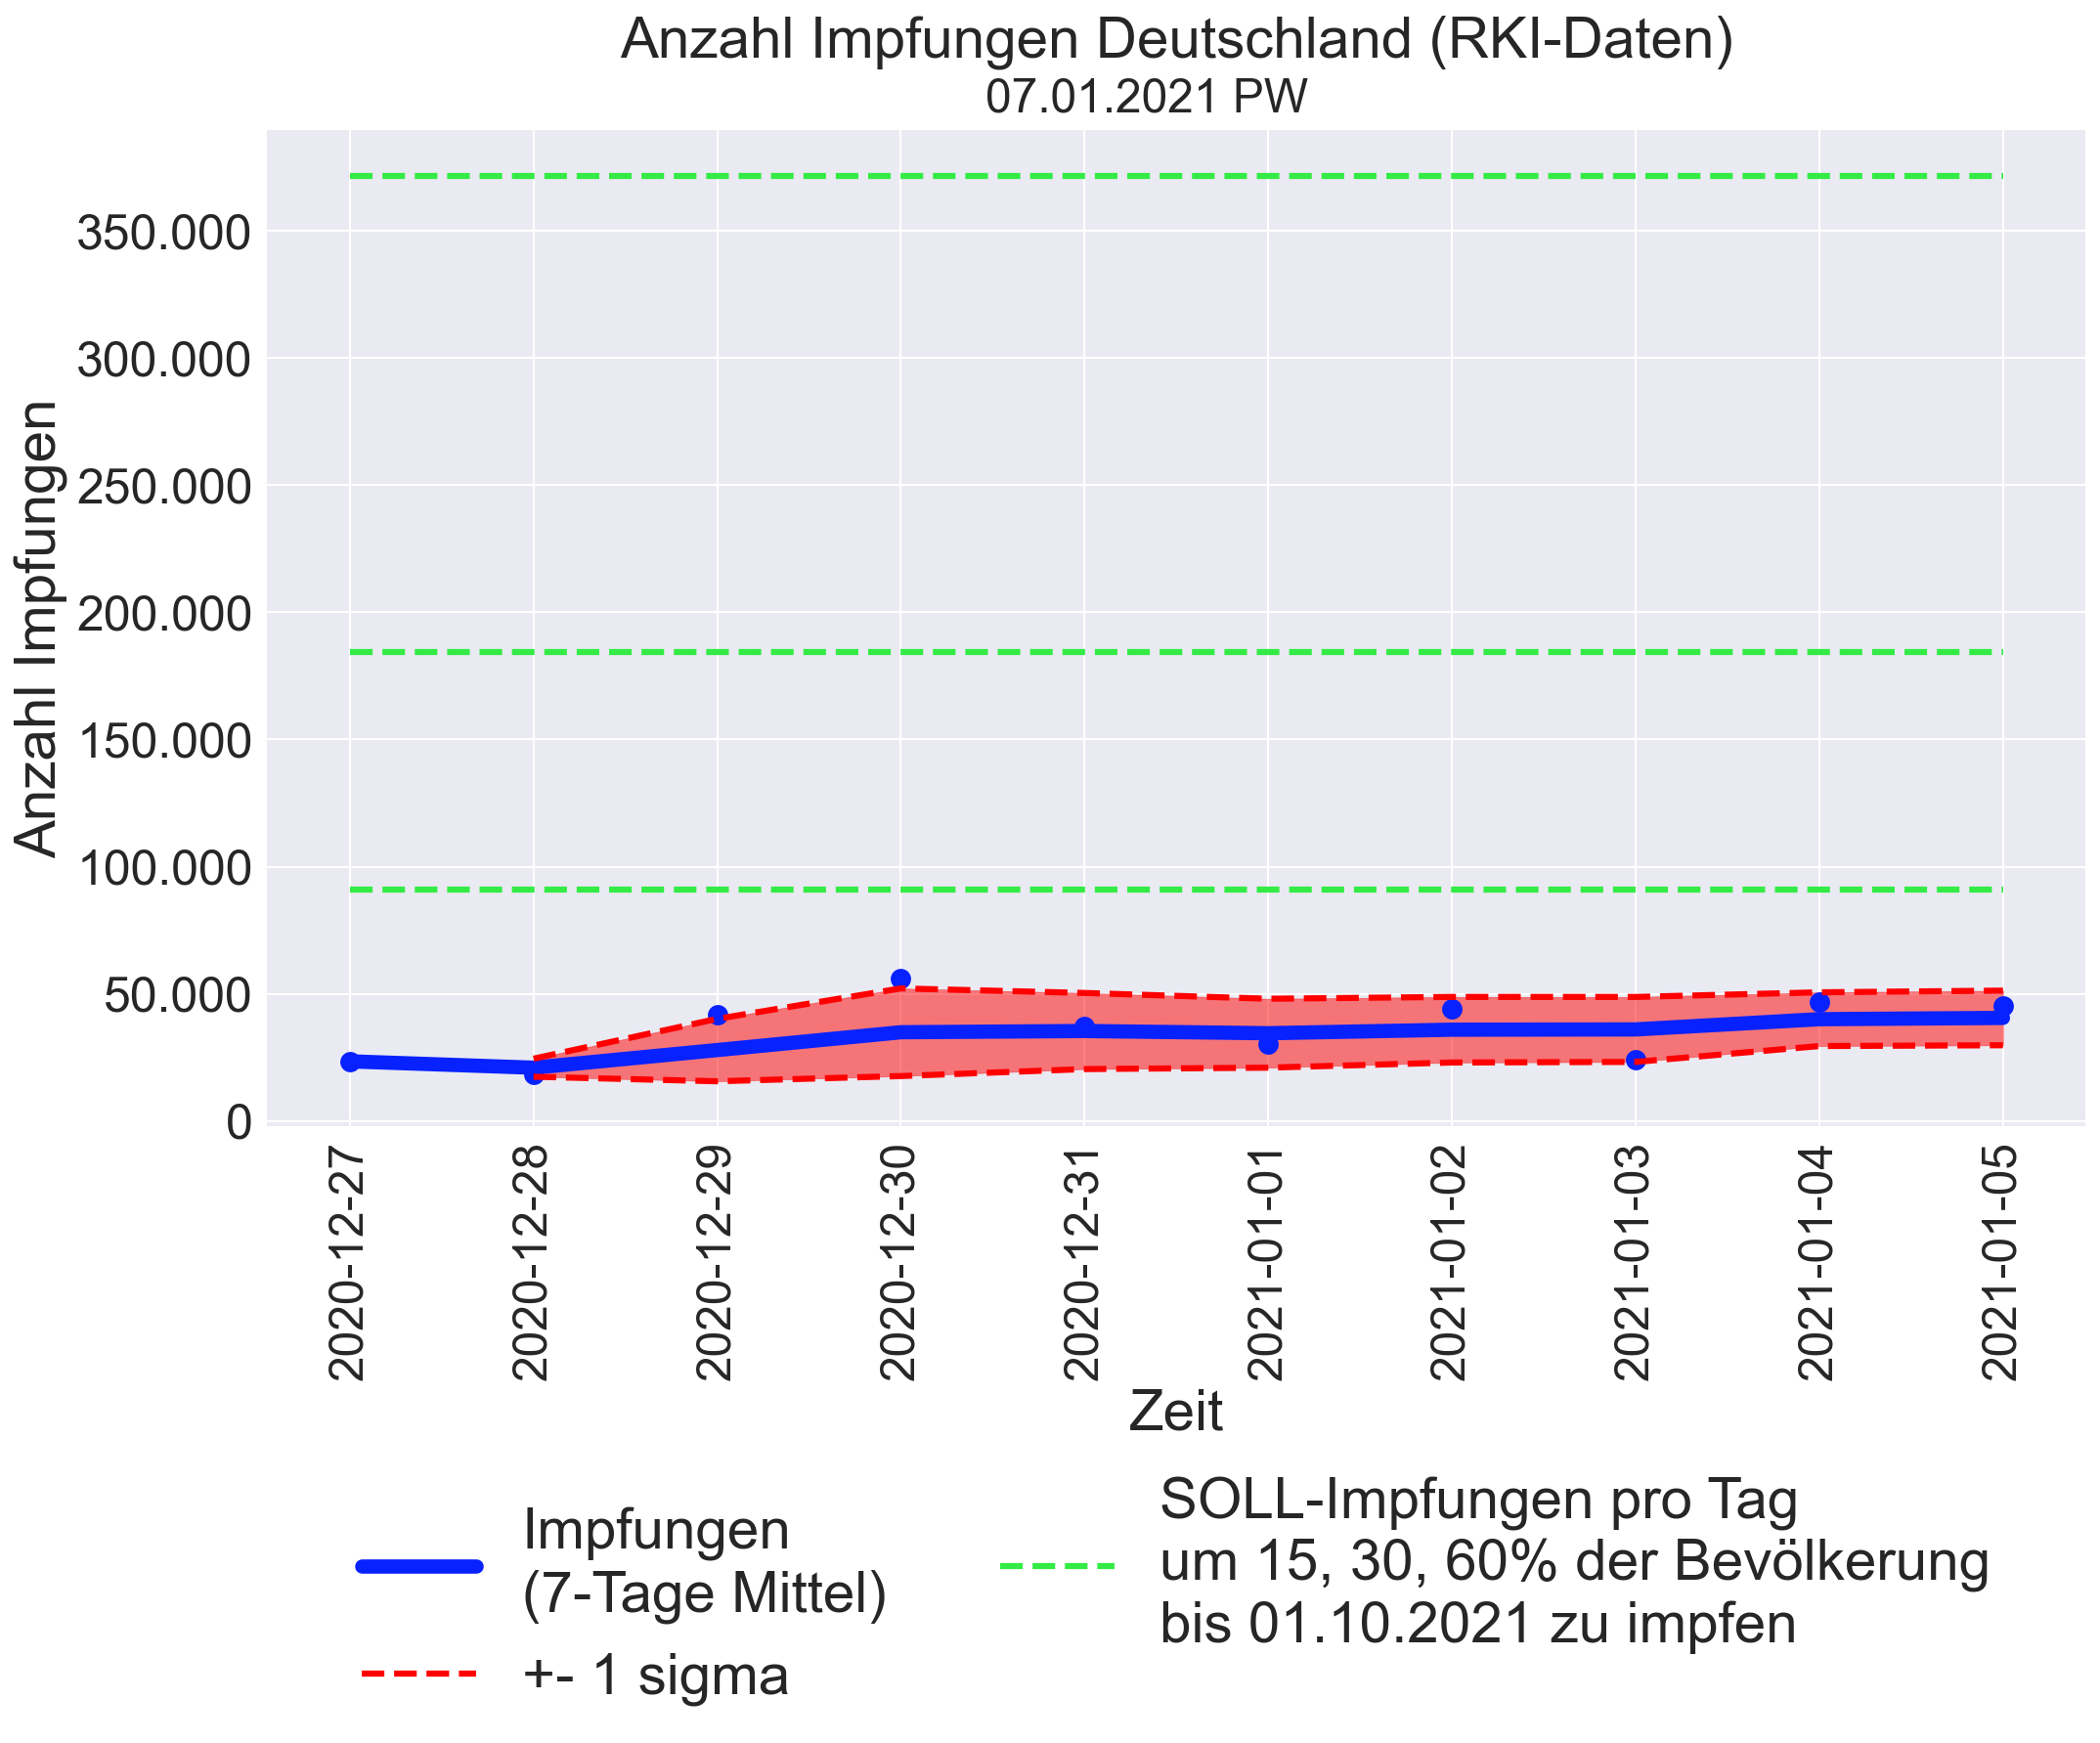 Anzahl Impfungen Deutschland (RKI-Daten)
07.01.2021 PW
Anzahl Impfungen
350.000
300.000
250.000
200.000
150.000
100.000
50.000
0
2020-12-27
2020-12-28
2020-12-29
2020-12-30
2020-12-31
2021-01-01
2021-01-02
2021-01-03
2021-01-04
2021-01-05
Zeit
Impfungen
(7-Tage Mittel)
+- 1 sigma
SOLL-Impfungen pro Tag
um 15, 30, 60% der Bevölkerung
bis 01.10.2021 zu impfen